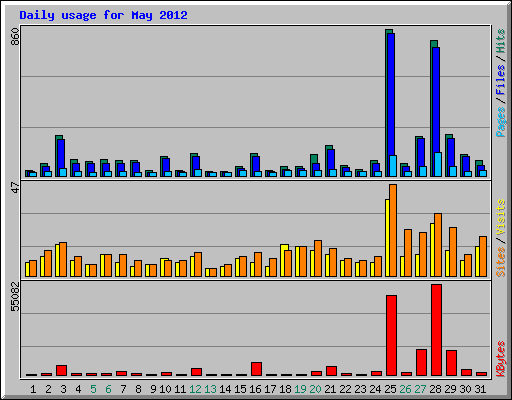 Daily usage for May 2012
860
Pages / Files / Hits
47
Sites / Visits
55082
KBytes
1 2 3 4 5 6 7 8 9 10 11 12 13 14 15 16 17 18 19 20 21 22 23 24 25 26 27 28 29 30 31